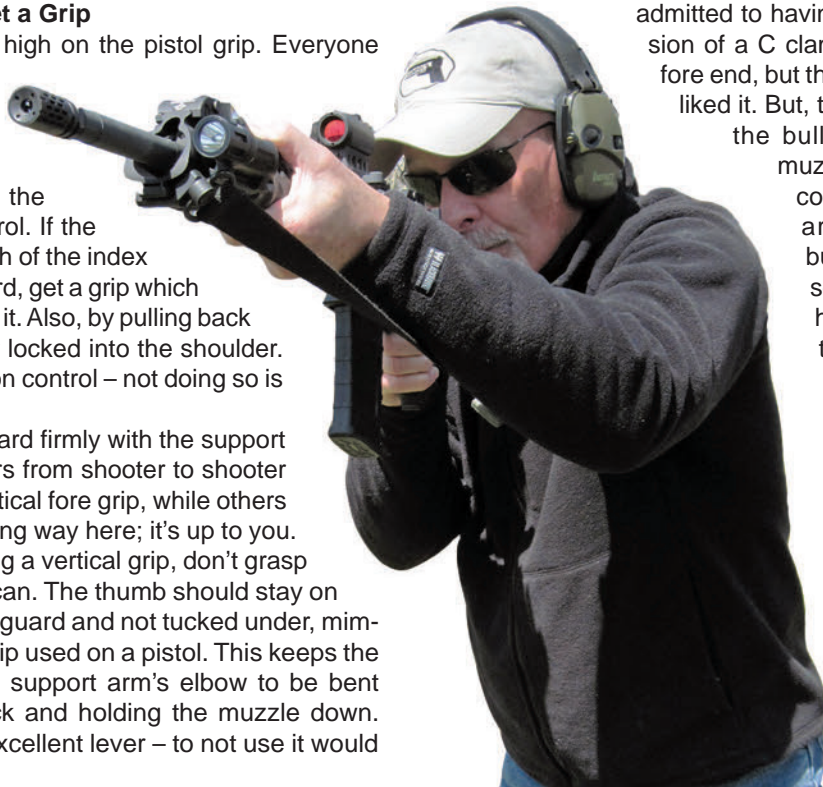 et a Grip
high on the pistol grip. Everyone
the
rol. If the
h of the index
rd, get a grip which
it. Also, by pulling back
locked into the shoulder.
on control – not doing so is
ard firmly with the support
rs from shooter to shooter
tical fore grip, while others
ng way here; it’s up to you.
g a vertical grip, don’t grasp
can. The thumb should stay on
guard and not tucked under, mim-
ip used on a pistol. This keeps the
support arm’s elbow to be bent
ck and holding the muzzle down.
xcellent lever – to not use it would
admitted to havin
sion of a C clar
fore end, but th
liked it. But, t
the bull
muz
co
ar
bu
s
h
t